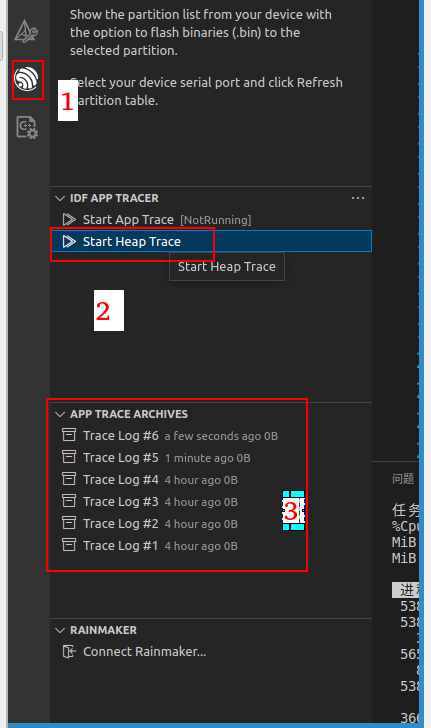 Show the partition list from your device with
the option to flash binaries (.bin) to the
selected partition.
Select your device serial port and click Refresh
artition table.
1
IDF APP TRACER
Start App Trace [NotRunning]
Start Heap Trace
Start Heap Trace
2
APP TRACE ARCHIVES
Trace Log #6 a few seconds ago 0B
Trace Log #5 1 minute ago 0B
Trace Log #4 4 hour ago 0B
Trace Log #3 4 hour ago 0B
Trace Log #2 4 hour ago 0B
Trace Log #1 4 hour ago 0B
3
RAINMAKER
Connect Rainmaker...
问题
任务
%Cpu
MiB
MiB
538
538
565
8
538
366